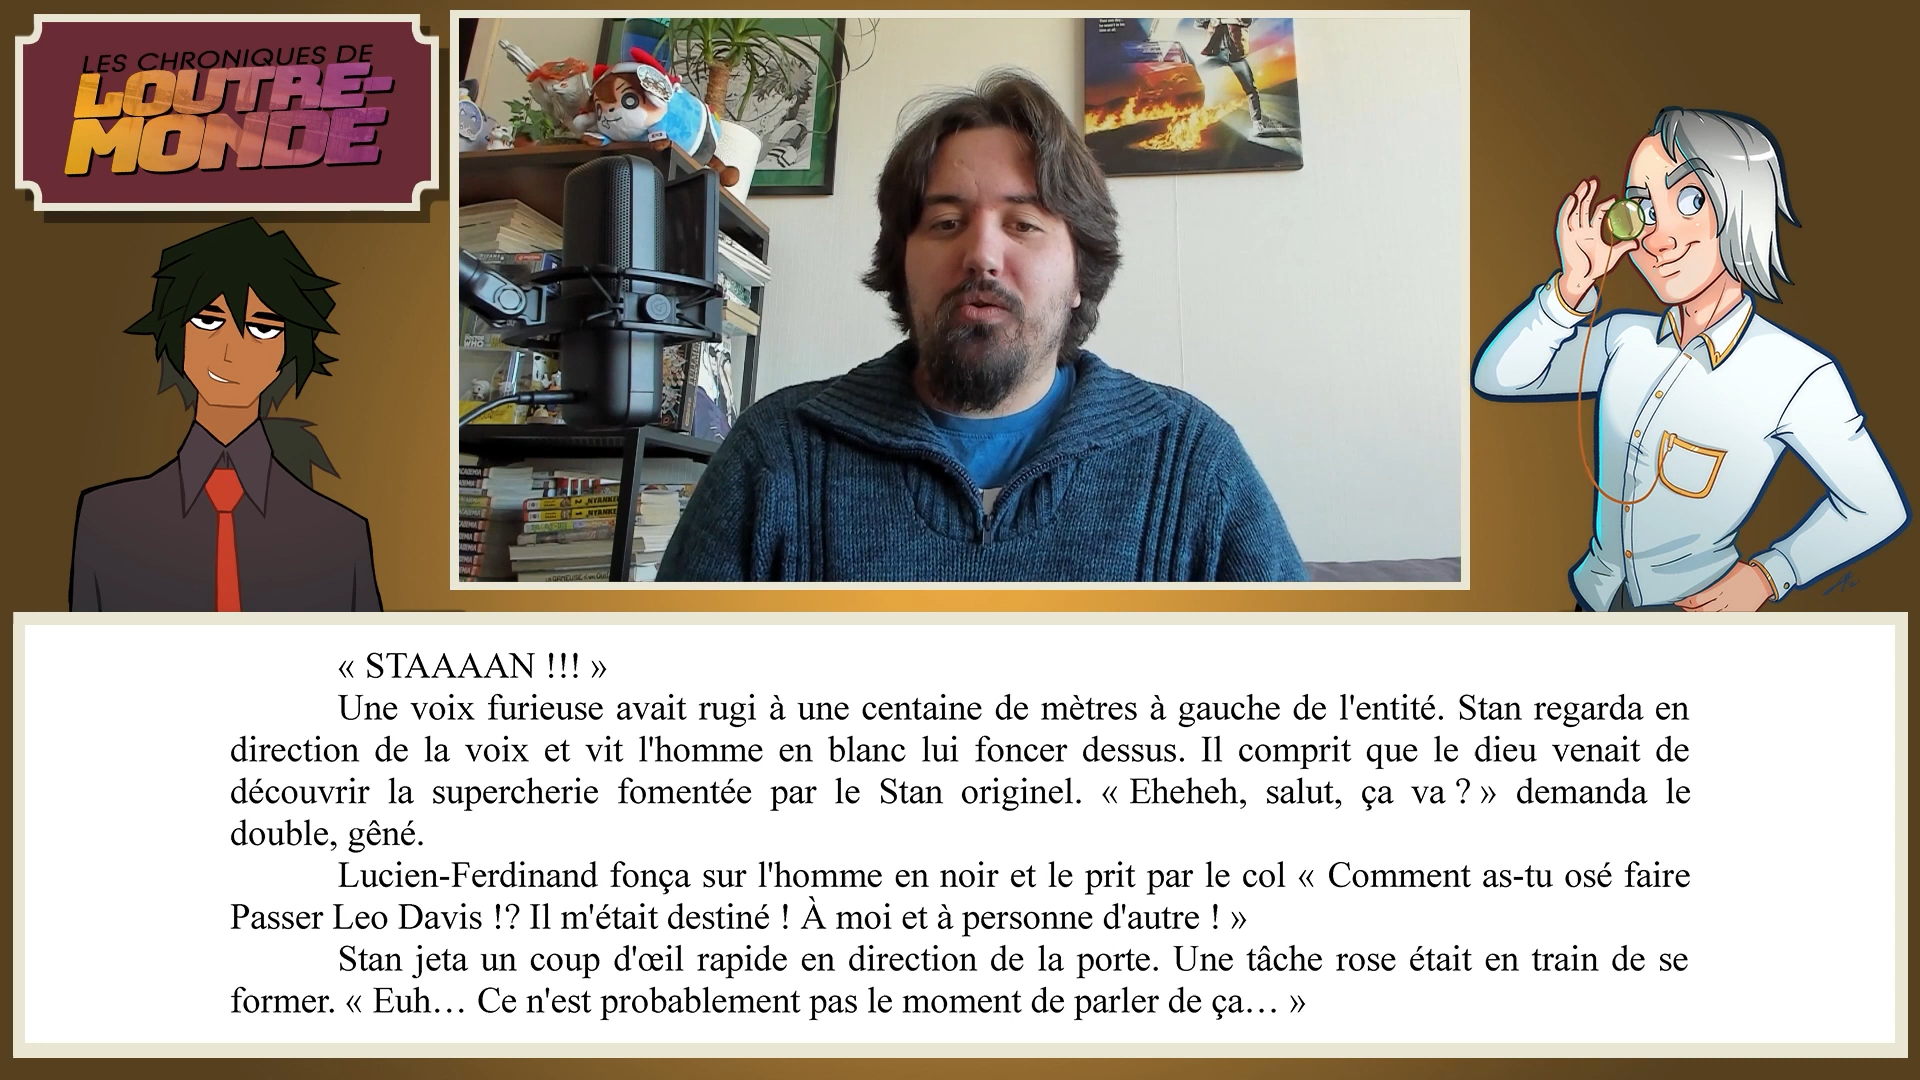 LES CHRONIQUES DE
LOUTRE-
MONDE
DOCTOR
WHO
NYANKEES
« STAAAAN !!! »
Une voix furieuse avait rugi à une centaine de mètres à gauche de l'entité. Stan regarda en
direction de la voix et vit l'homme en blanc lui foncer dessus. Il comprit que le dieu venait de
découvrir la supercherie fomentée par le Stan originel. « Eheheh, salut, ça va ? » demanda le
double, gêné.
Lucien-Ferdinand fonça sur l'homme en noir et le prit par le col « Comment as-tu osé faire
Passer Leo Davis !? Il m'était destiné ! À moi et à personne d'autre ! »
Stan jeta un coup d'œil rapide en direction de la porte. Une tâche rose était en train de se
former. « Euh… Ce n'est probablement pas le moment de parler de ça… »